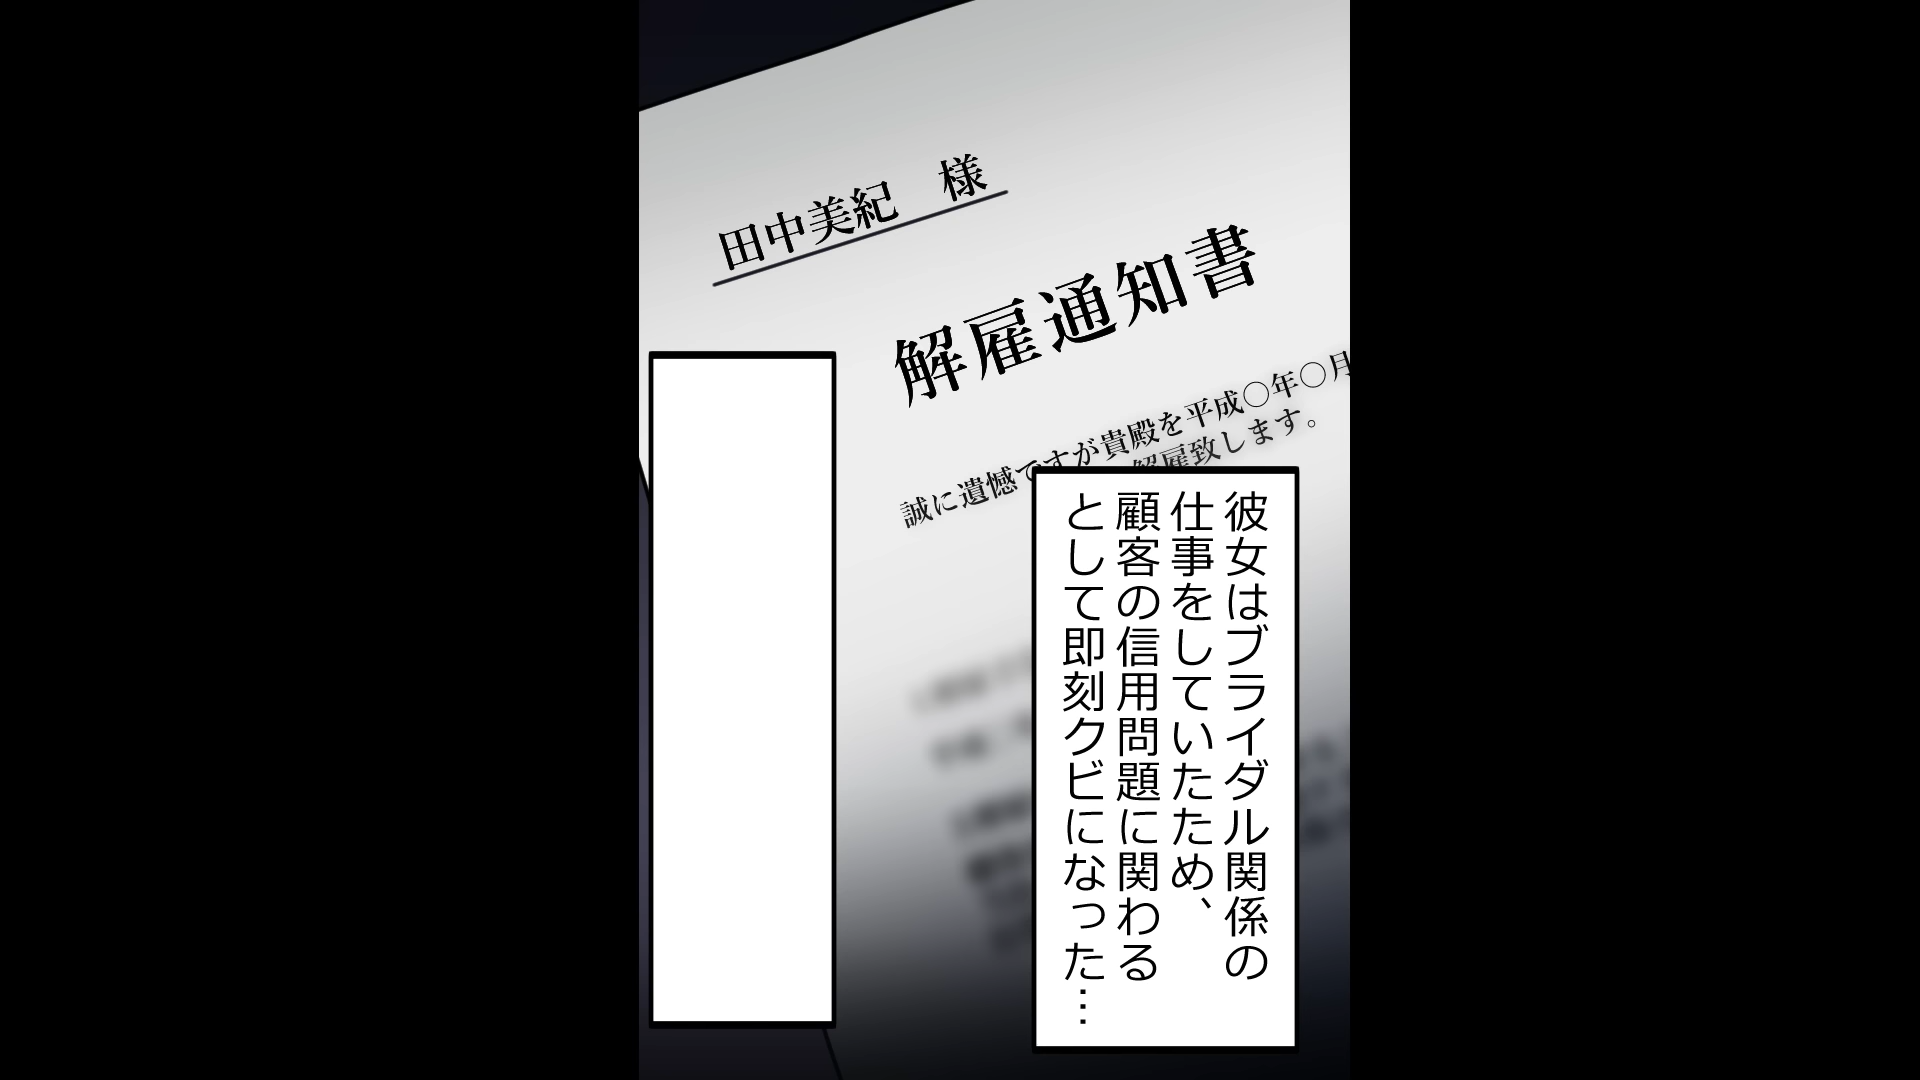 田中美紀　様
解雇通知書
誠に遺憾ですが貴殿を平成〇年〇月
解雇致します。
彼女はブライダル関係の
仕事をしていたため、
顧客の信用問題に関わる
として即刻クビになった…